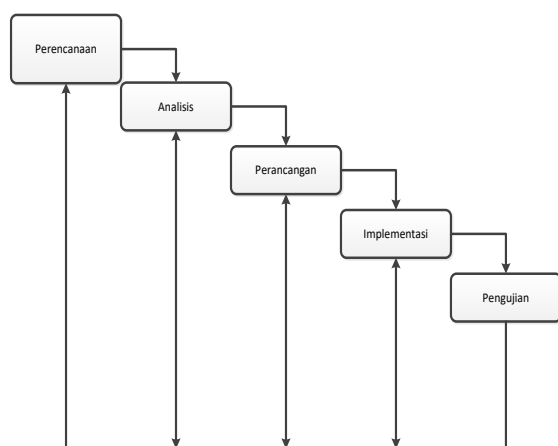 Perencanaan
Analisis
Perancangan
Implementasi
Pengujian